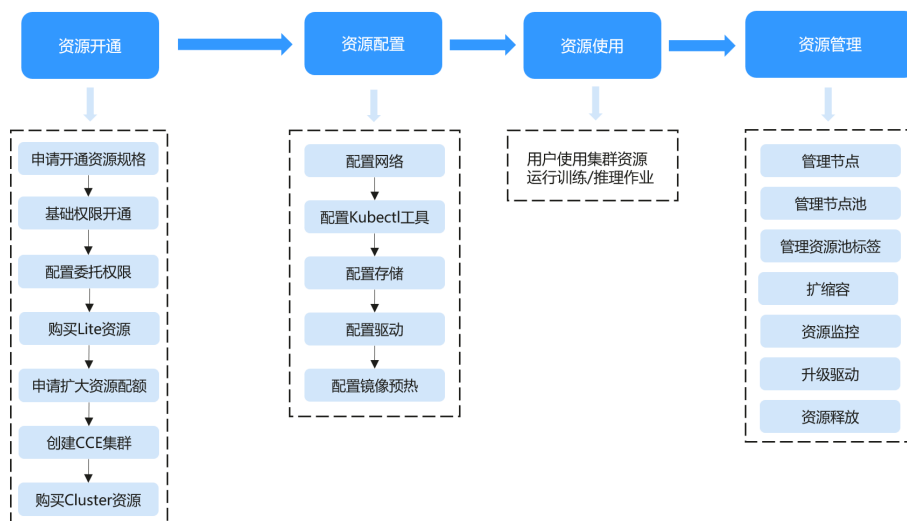 资源开通
资源配置
资源使用
资源管理
申请开通资源规格
基础权限开通
配置委托权限
购买Lite资源
申请扩大资源配额
创建CCE集群
购买Cluster资源
配置网络
配置Kubectl工具
配置存储
配置驱动
配置镜像预热
用户使用集群资源
运行训练/推理作业
管理节点
管理节点池
管理资源池标签
扩缩容
资源监控
升级驱动
资源释放